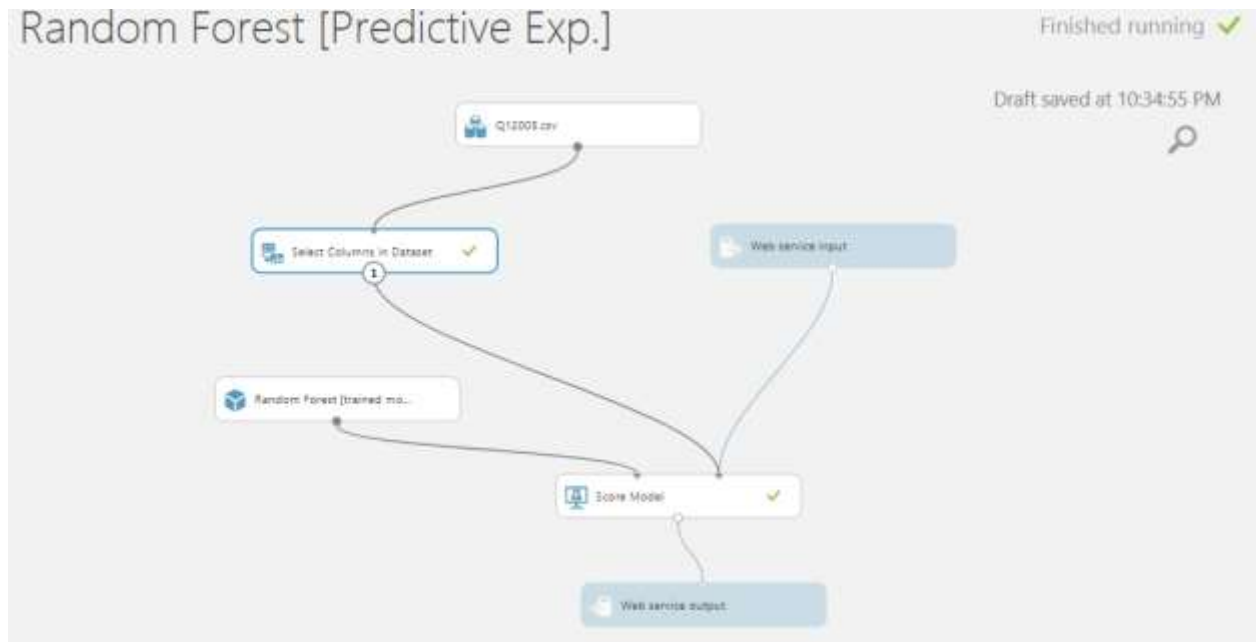 Random Forest [Predictive Exp.]
Finished running
Draft saved at 10:34:55 PM
Q12005.csv
Select Columns in Dataset
1
Web service input
Random Forest [trained mo...
Score Model
Web service output